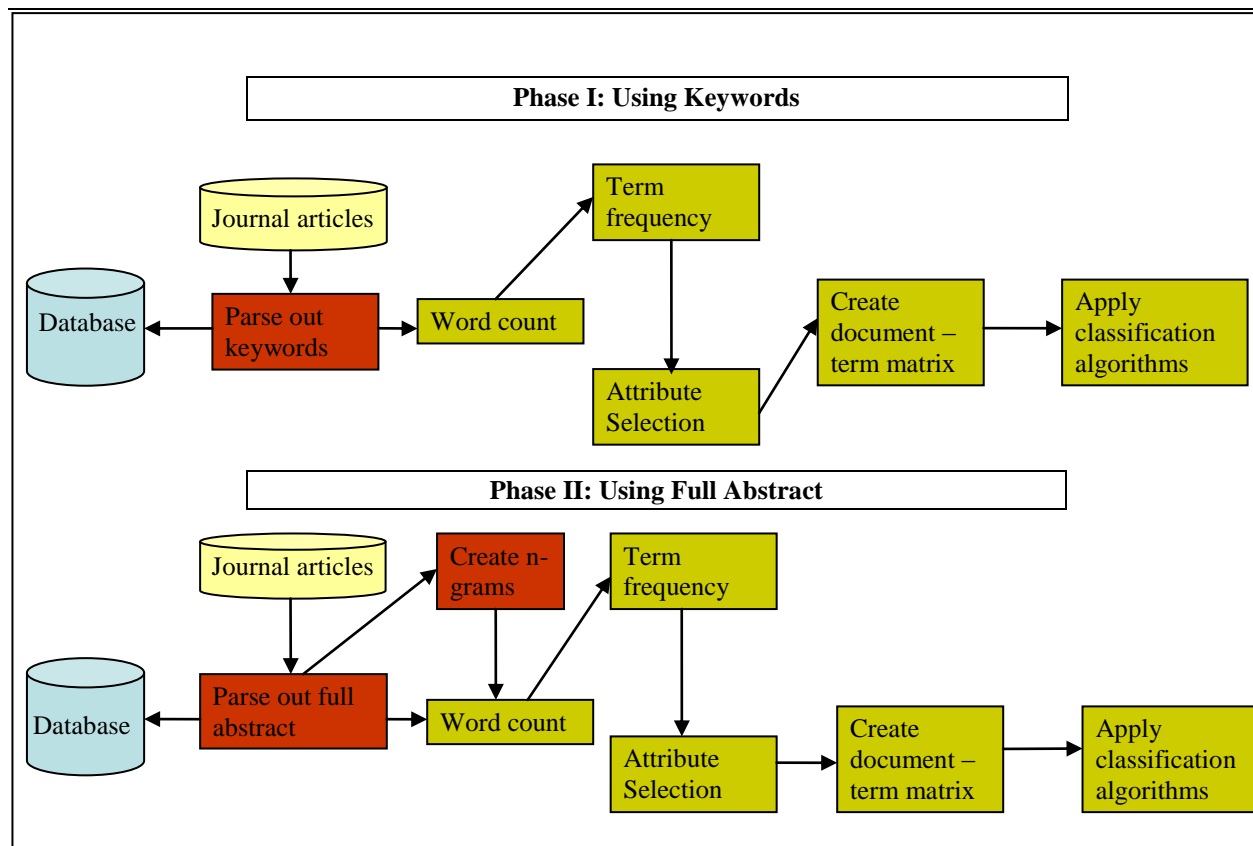 Phase I: Using Keywords
Journal articles
Term
frequency
Database
Parse out
keywords
Word count
Create
document –
term matrix
Apply
classification
algorithms
Attribute
Selection
Phase II: Using Full Abstract
Journal articles
Create n-
grams
Term
frequency
Database
Parse out full
abstract
Word count
Attribute
Selection
Create
document –
term matrix
Apply
classification
algorithms